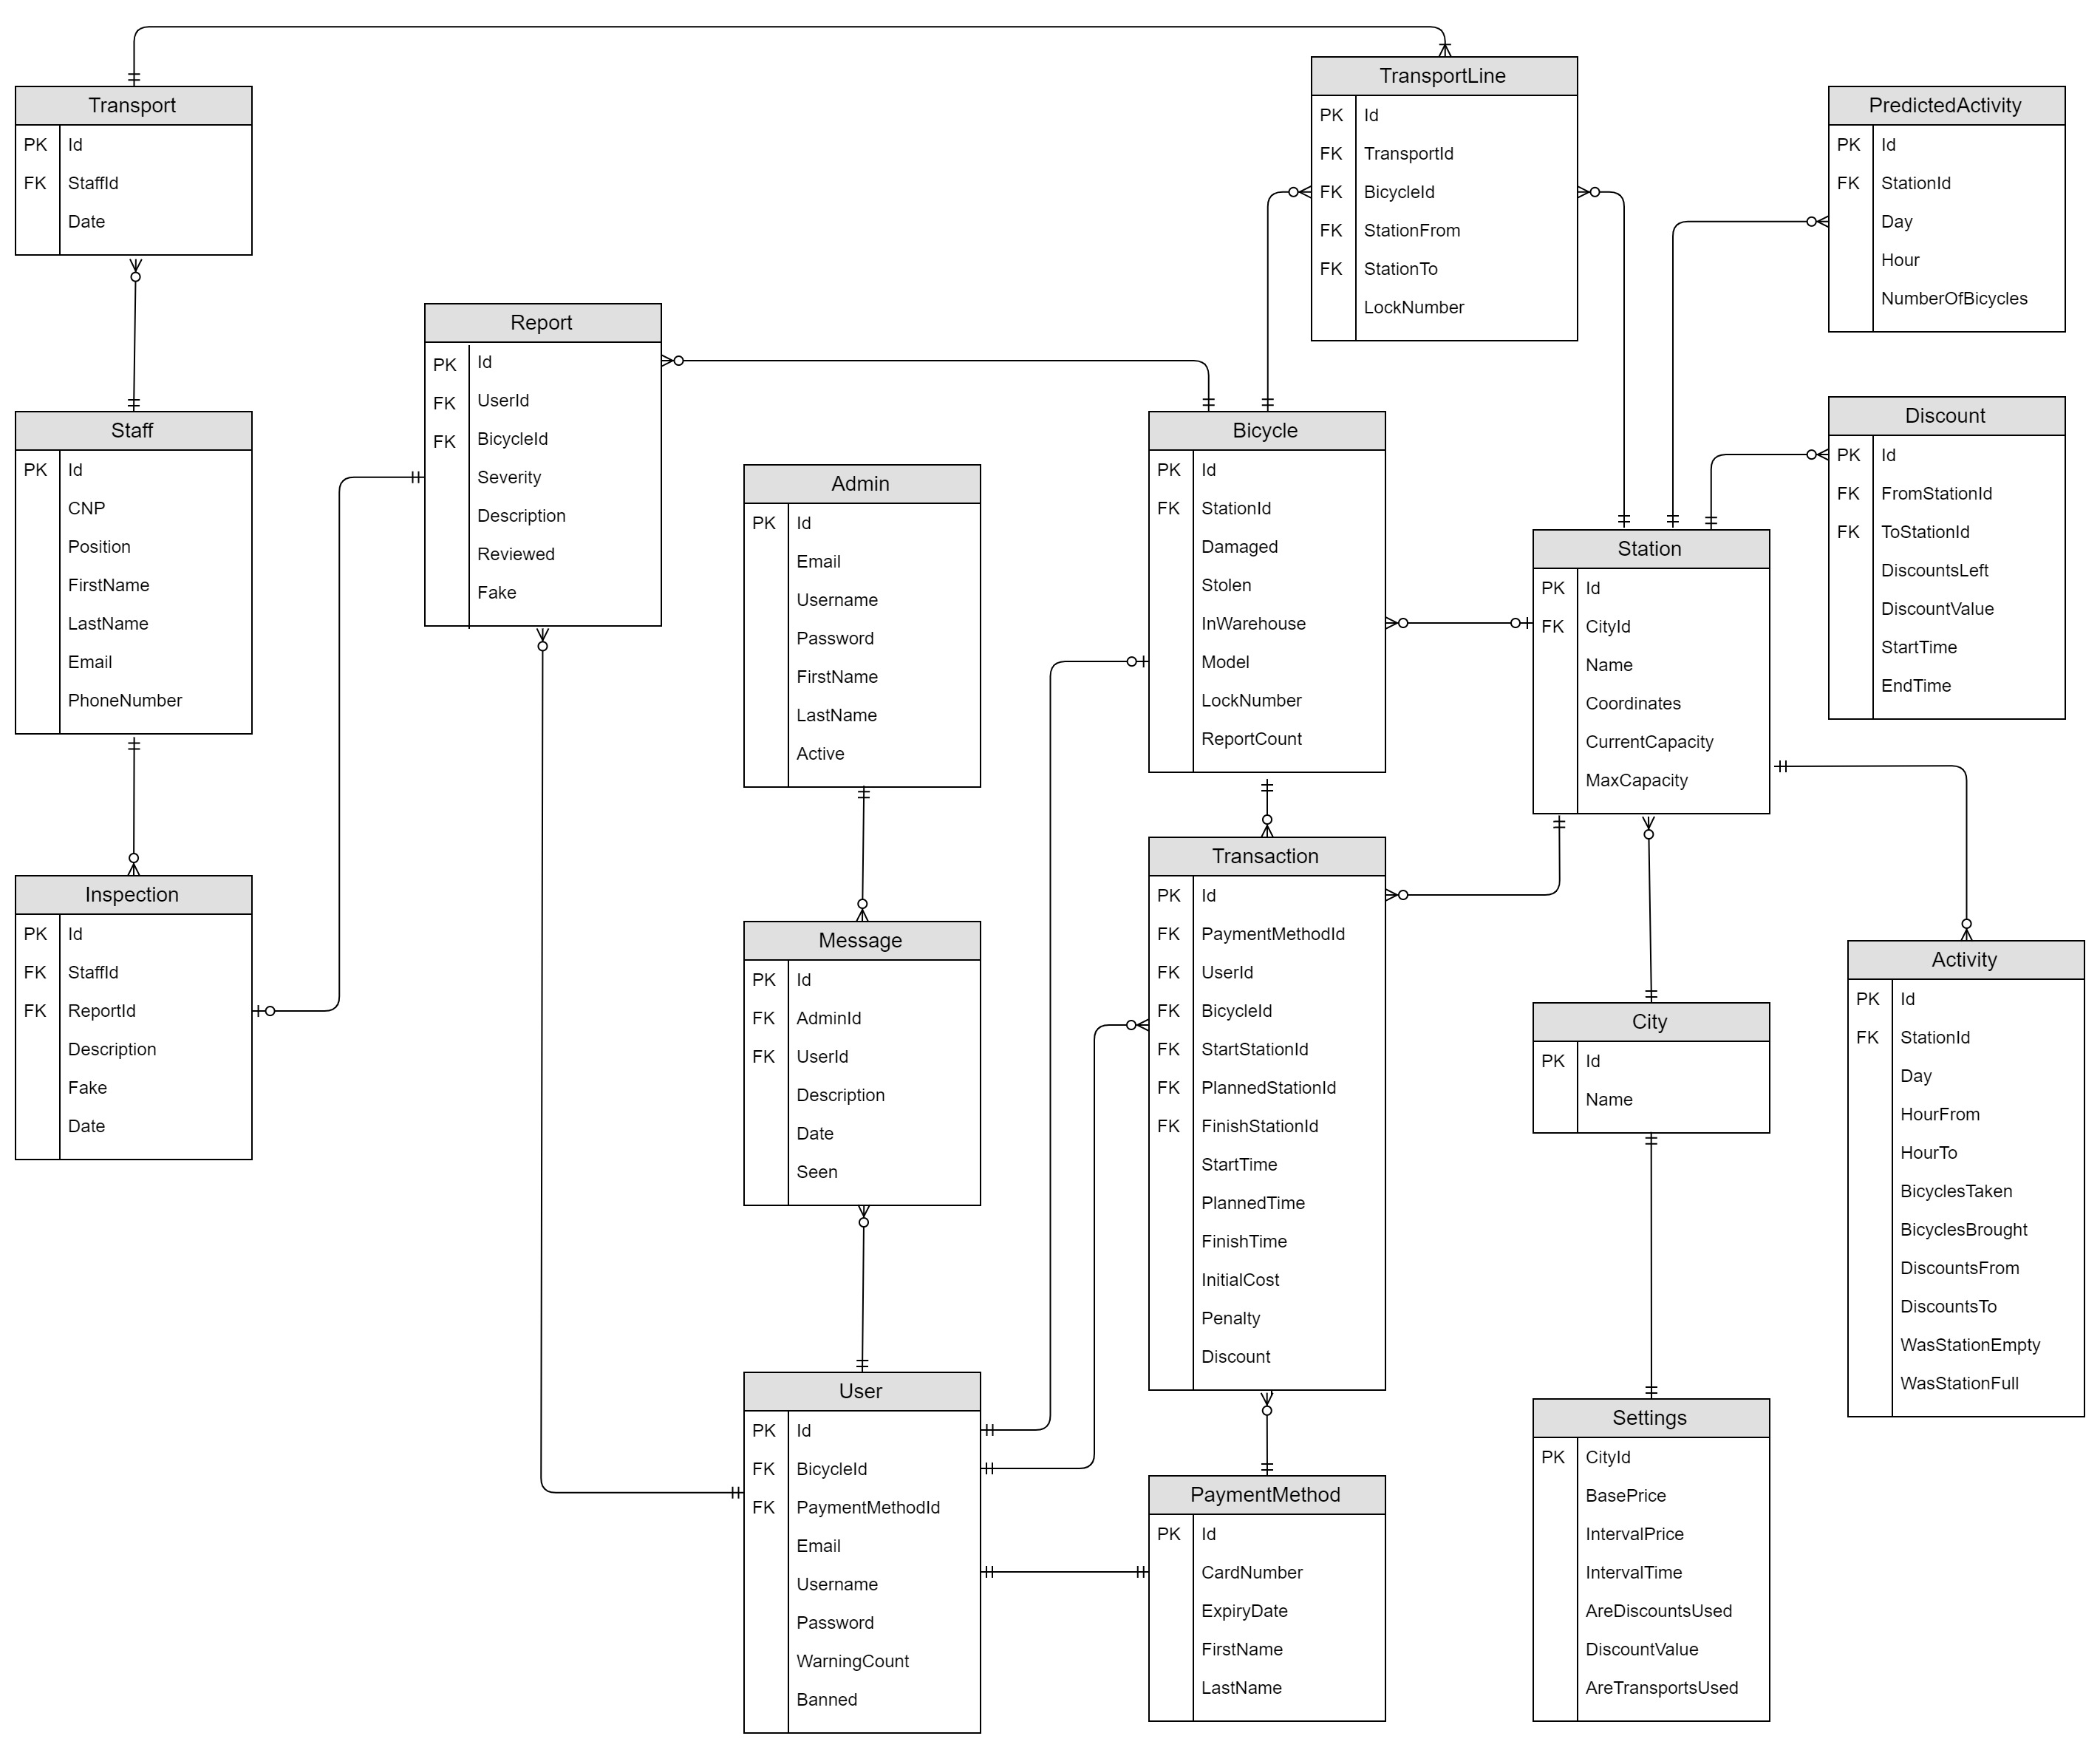 Transport
PK Id
FK StaffId
Date
TransportLine
PK Id
FK TransportId
FK BicycleId
FK StationFrom
FK StationTo
LockNumber
PredictedActivity
PK Id
FK StationId
Day
Hour
NumberOfBicycles
Report
PK Id
FK UserId
FK BicycleId
Severity
Description
Reviewed
Fake
Staff
PK Id
CNP
Position
FirstName
LastName
Email
PhoneNumber
Admin
PK Id
Email
Username
Password
FirstName
LastName
Active
Bicycle
PK Id
FK StationId
Damaged
Stolen
InWarehouse
Model
LockNumber
ReportCount
Station
PK Id
FK CityId
Name
Coordinates
CurrentCapacity
MaxCapacity
Discount
PK Id
FK FromStationId
FK ToStationId
DiscountsLeft
DiscountValue
StartTime
EndTime
Inspection
PK Id
FK StaffId
FK ReportId
Description
Fake
Date
Message
PK Id
FK AdminId
FK UserId
Description
Date
Seen
Transaction
PK Id
FK PaymentMethodId
FK UserId
FK BicycleId
FK StartStationId
FK PlannedStationId
FK FinishStationId
StartTime
PlannedTime
FinishTime
InitialCost
Penalty
Discount
City
PK Id
Name
Activity
PK Id
FK StationId
Day
HourFrom
HourTo
BicyclesTaken
BicyclesBrought
DiscountsFrom
DiscountsTo
WasStationEmpty
WasStationFull
User
PK Id
FK BicycleId
FK PaymentMethodId
Email
Username
Password
WarningCount
Banned
PaymentMethod
PK Id
CardNumber
ExpiryDate
FirstName
LastName
Settings
PK CityId
BasePrice
IntervalPrice
IntervalTime
AreDiscountsUsed
DiscountValue
AreTransportsUsed